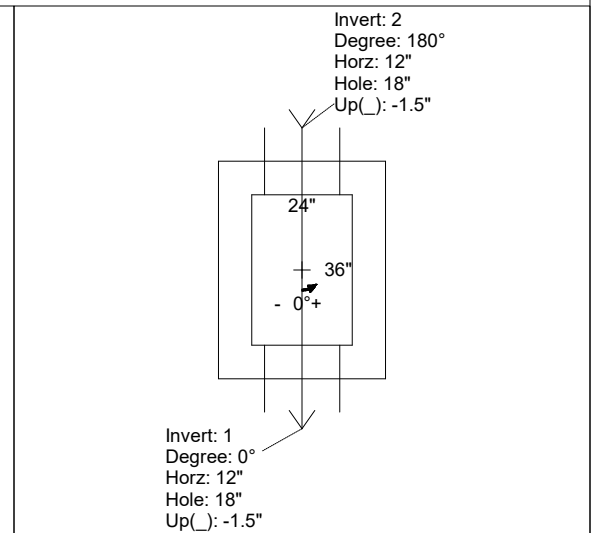 Invert: 2
Degree: 180°
Horz: 12"
Hole: 18"
Up(_): -1.5"
24"
36"
- 0°+
Invert: 1
Degree: 0°
Horz: 12"
Hole: 18"
Up(_): -1.5"